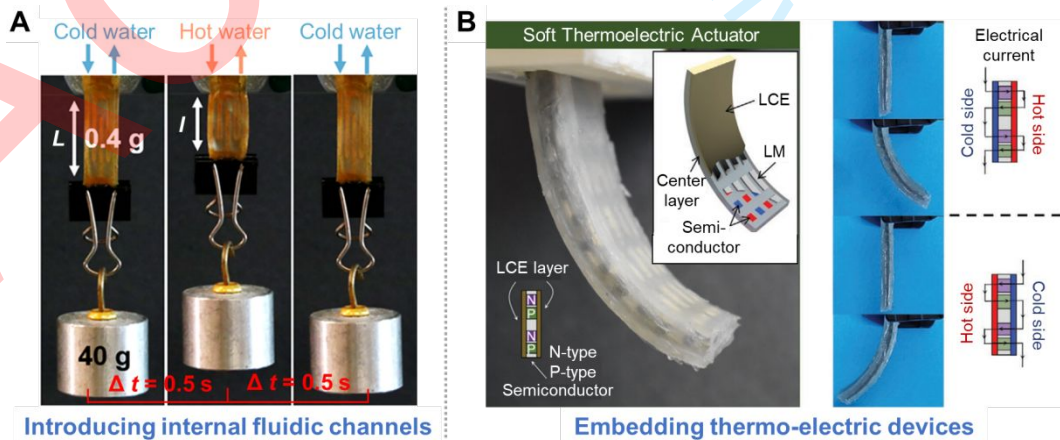 A
Cold water
Hot water
Cold water
L
0.4 g
l
40 g
Δ t = 0.5 s
Δ t = 0.5 s
Introducing internal fluidic channels
B
Soft Thermoelectric Actuator
LCE
LM
Center
layer
Semi-
conductor
LCE layer
N
P
N
P
N-type
P-type
Semiconductor
Electrical
current
Cold side
Hot side
Hot side
Cold side
Embedding thermo-electric devices